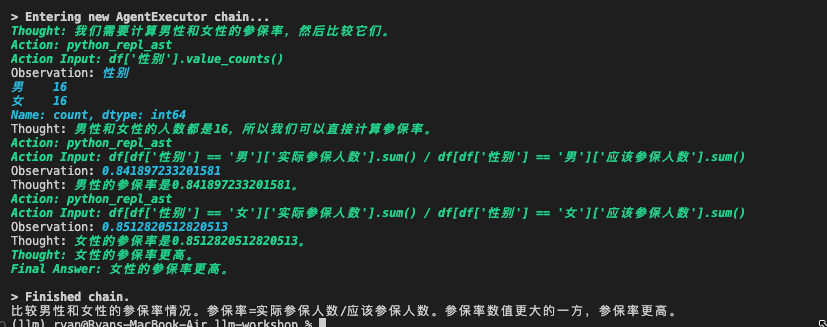 > Entering new AgentExecutor chain...
Thought: 我们需要计算男性和女性的参保率，然后比较它们。
Action: python_repl_ast
Action Input: df['性别'].value_counts()
Observation: 性别
男    16
女    16
Name: count, dtype: int64
Thought: 男性和女性的人数都是16，所以我们可以直接计算参保率。
Action: python_repl_ast
Action Input: df[df['性别'] == '男']['实际参保人数'].sum() / df[df['性别'] == '男']['应该参保人数'].sum()
Observation: 0.841897233201581
Thought: 男性的参保率是0.841897233201581。
Action: python_repl_ast
Action Input: df[df['性别'] == '女']['实际参保人数'].sum() / df[df['性别'] == '女']['应该参保人数'].sum()
Observation: 0.8512820512820513
Thought: 女性的参保率是0.8512820512820513。
Thought: 女性的参保率更高。
Final Answer: 女性的参保率更高。
> Finished chain.
比较男性和女性的参保率情况。参保率=实际参保人数/应该参保人数。参保率数值更大的一方，参保率更高。
(llm) ryan@Ryans-MacBook-Air llm-workshop %